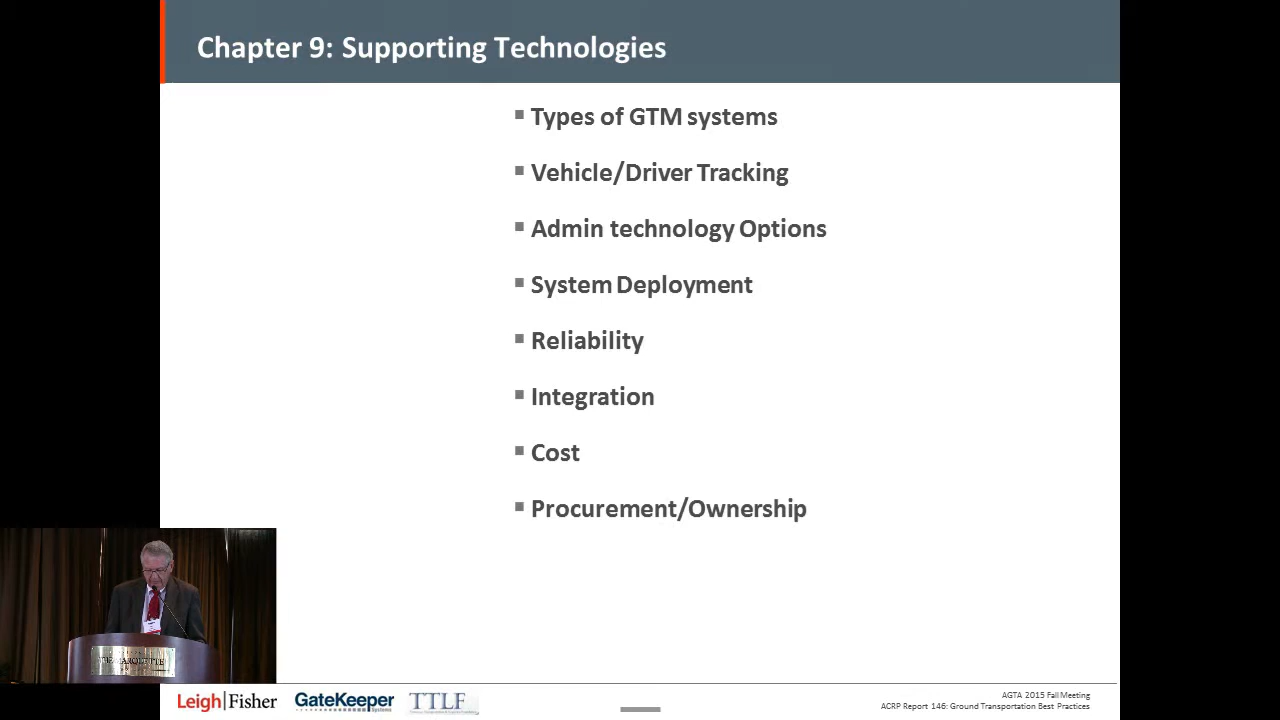 Chapter 9: Supporting Technologies
Types of GTM systems
Vehicle/Driver Tracking
Admin technology Options
System Deployment
Reliability
Integration
Cost
Procurement/Ownership
Leigh|Fisher
GateKeeper
Systems
TTLF
AGTA 2015 Fall Meeting
ACRP Report 146: Ground Transportation Best Practices